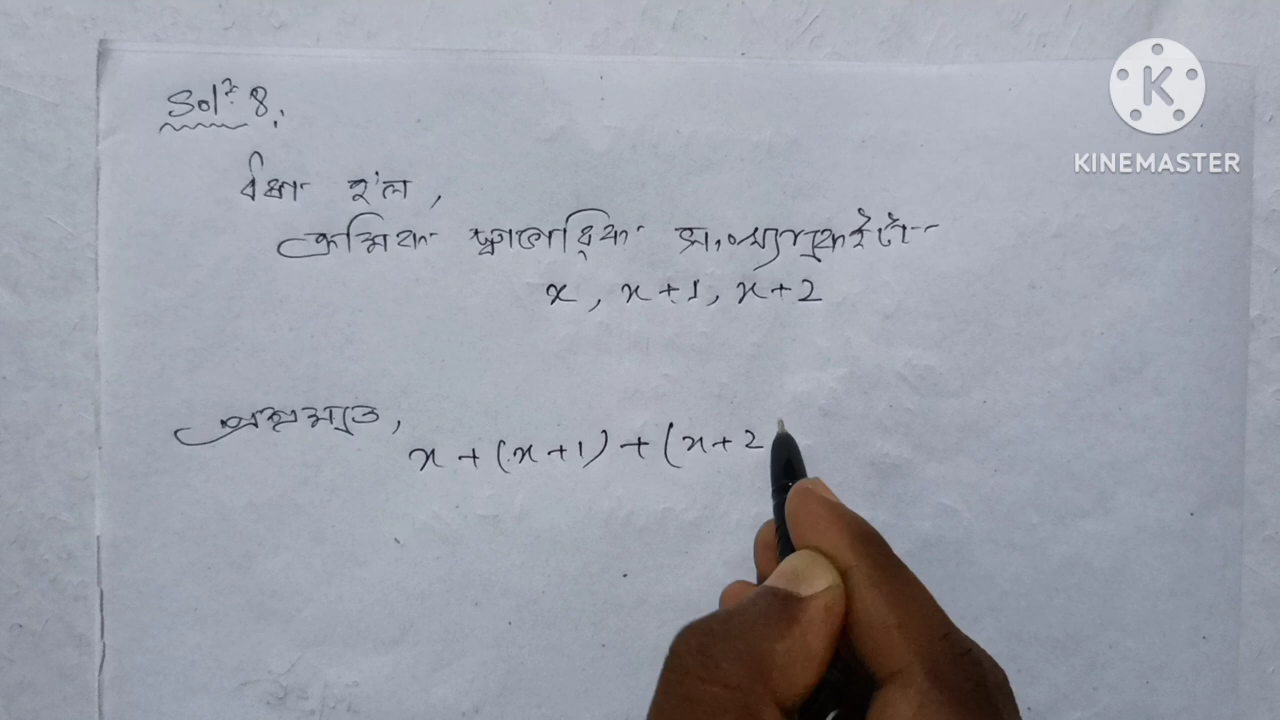 Solⁿ 8:
KINEMASTER
ধৰা হ'ল,
ক্ৰমিক স্বাভাৱিক সংখ্যাকেইটা
x, x+1, x+2
প্ৰশ্নমতে,
x + (x+1) + (x+2